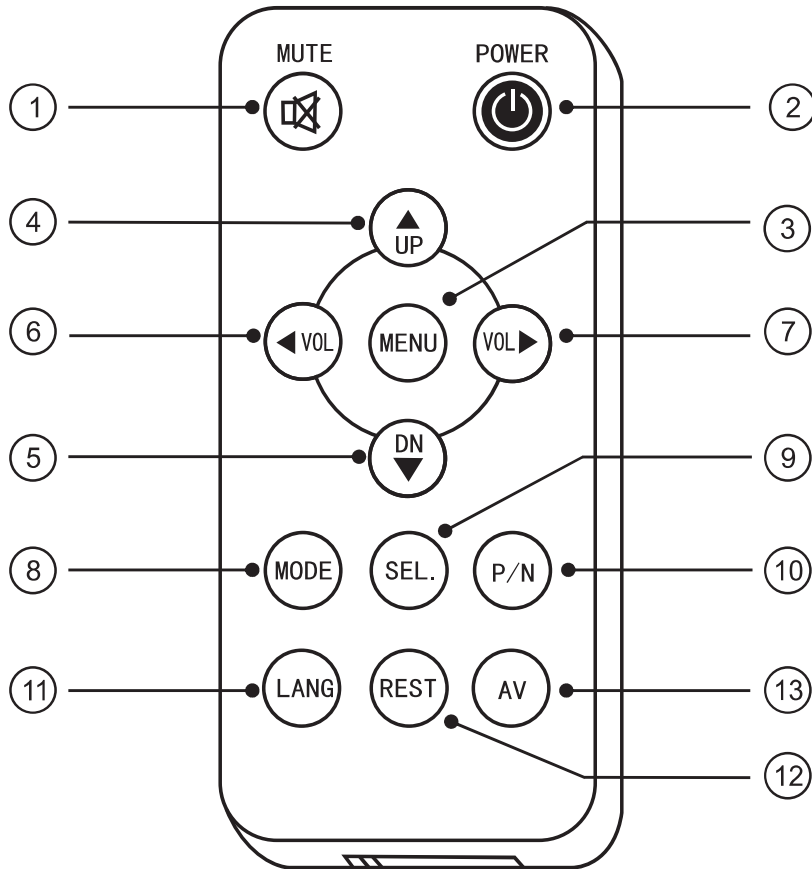 MUTE POWER
① ②
④ ▲ ③
UP
⑥ ◀VOL MENU VOL▶ ⑦
⑤ DN ⑨
▼
⑧ MODE SEL. P/N ⑩
⑪ LANG REST AV ⑬
⑫